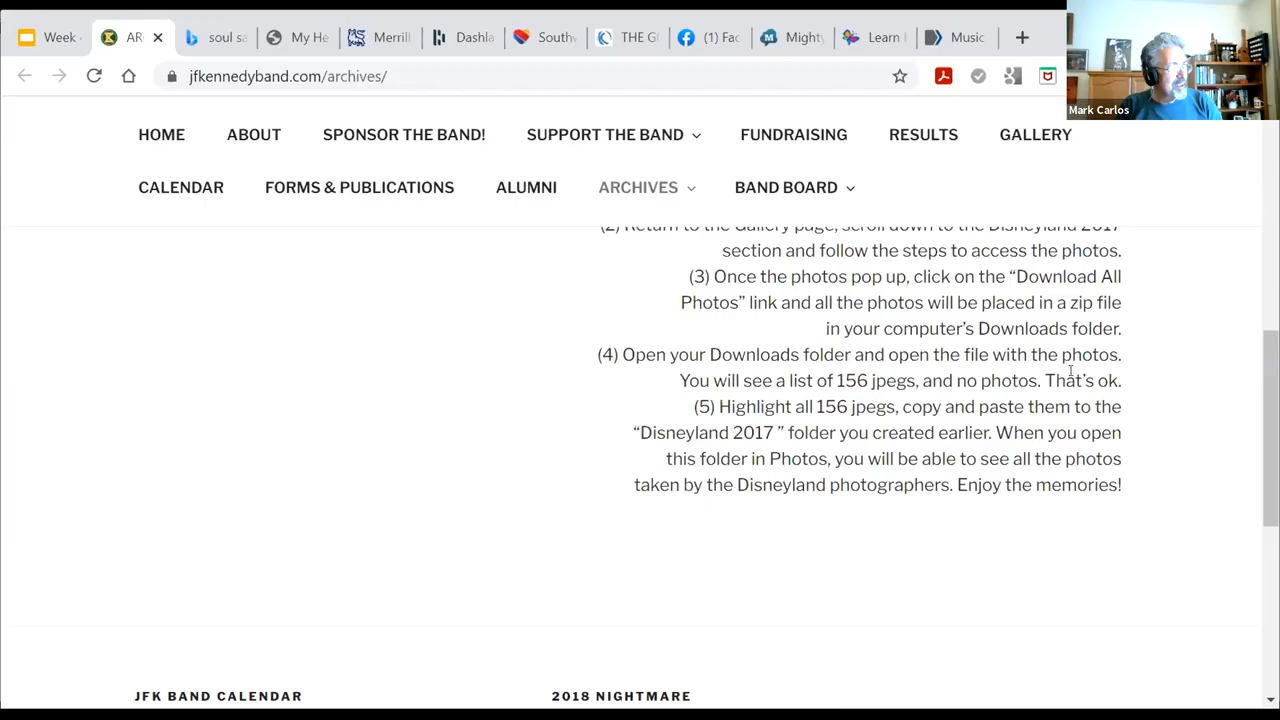 Week
AR
soul sa
My He
Merrill
Dashla
South
THE G
(1) Fac
Mighty
Learn
Music
jfkennedyband.com/archives/
Mark Carlos
HOME ABOUT SPONSOR THE BAND! SUPPORT THE BAND FUNDRAISING RESULTS GALLERY
CALENDAR FORMS & PUBLICATIONS ALUMNI ARCHIVES BAND BOARD
(2) Return to the Gallery page, scroll down to the Disneyland 2017
section and follow the steps to access the photos.
(3) Once the photos pop up, click on the “Download All
Photos” link and all the photos will be placed in a zip file
in your computer’s Downloads folder.
(4) Open your Downloads folder and open the file with the photos.
You will see a list of 156 jpegs, and no photos. That’s ok.
(5) Highlight all 156 jpegs, copy and paste them to the
“Disneyland 2017 ” folder you created earlier. When you open
this folder in Photos, you will be able to see all the photos
taken by the Disneyland photographers. Enjoy the memories!
JFK BAND CALENDAR
2018 NIGHTMARE